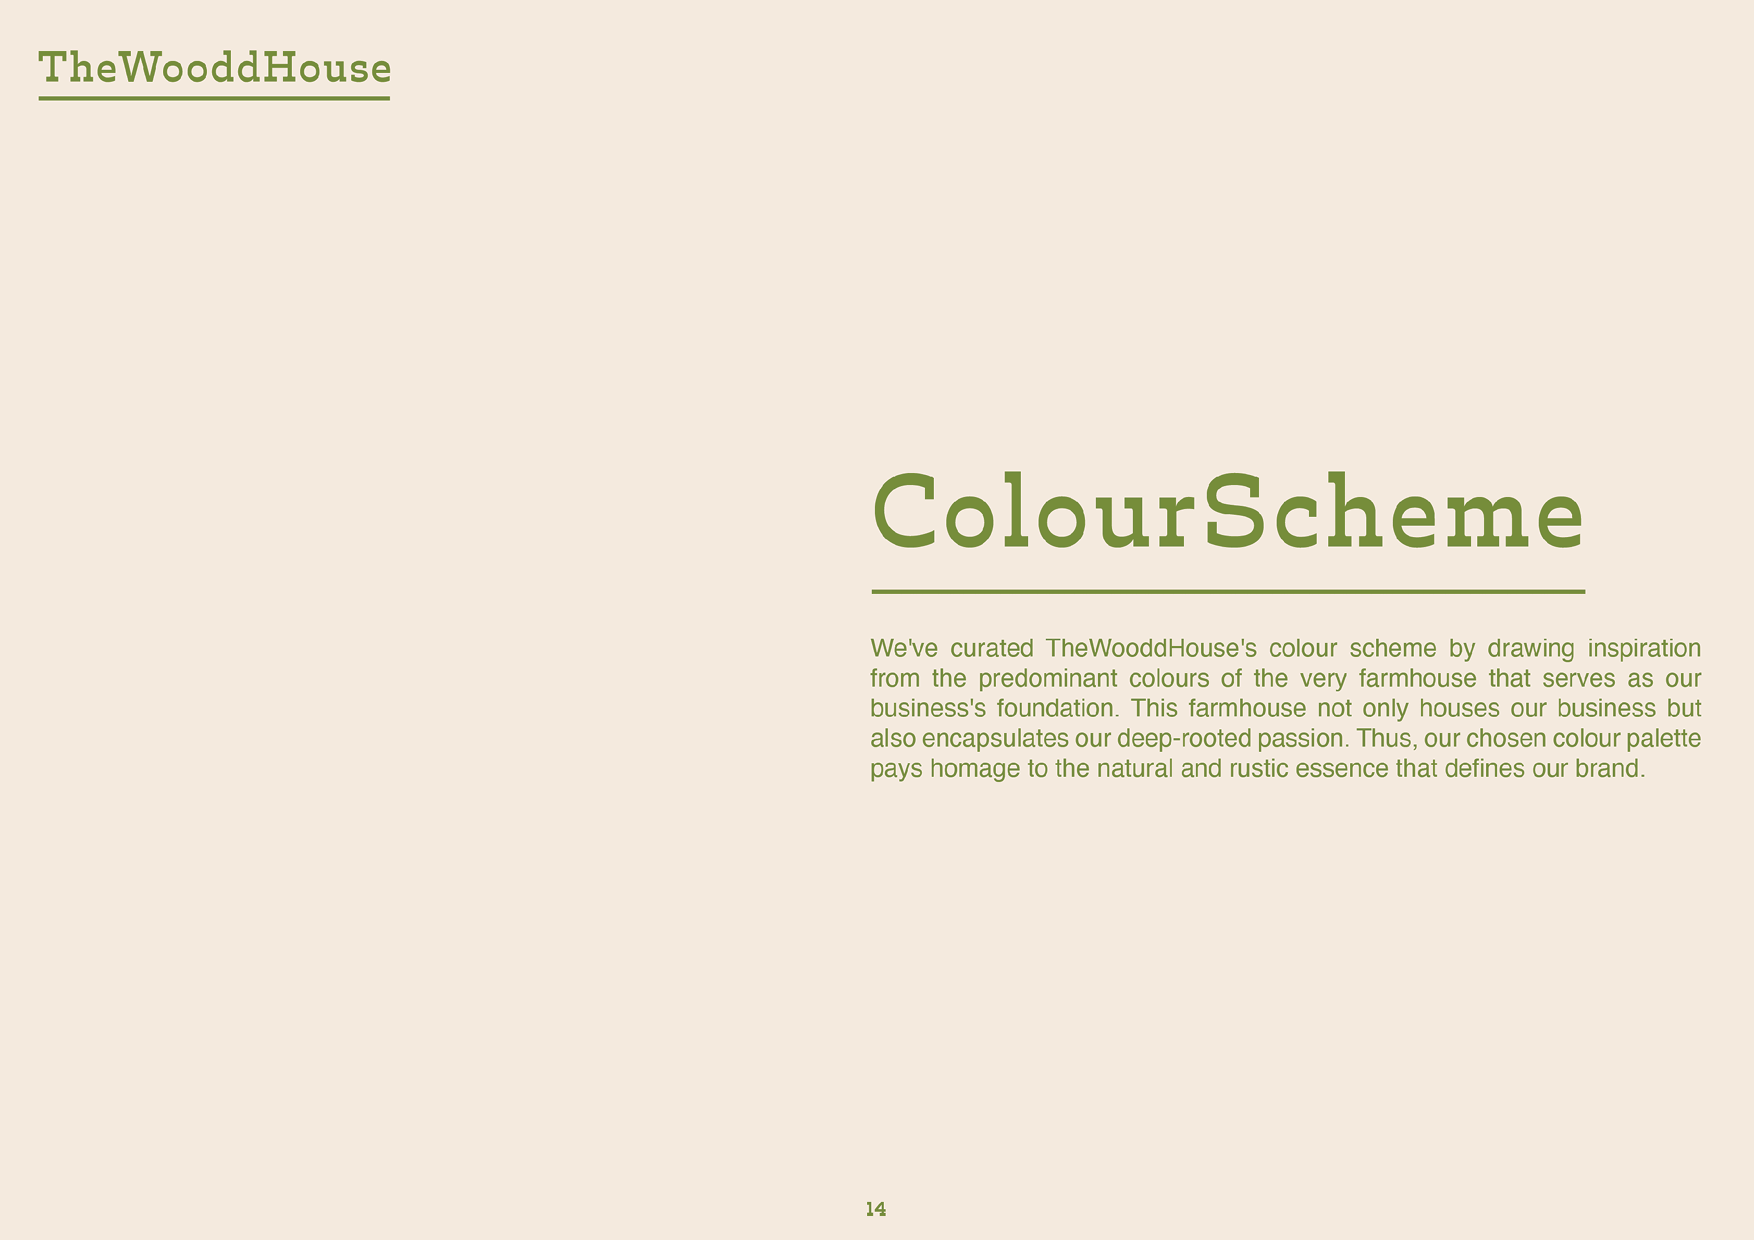 TheWooddHouse
ColourScheme
We've curated TheWooddHouse's colour scheme by drawing inspiration
from the predominant colours of the very farmhouse that serves as our
business's foundation. This farmhouse not only houses our business but
also encapsulates our deep-rooted passion. Thus, our chosen colour palette
pays homage to the natural and rustic essence that defines our brand.
14